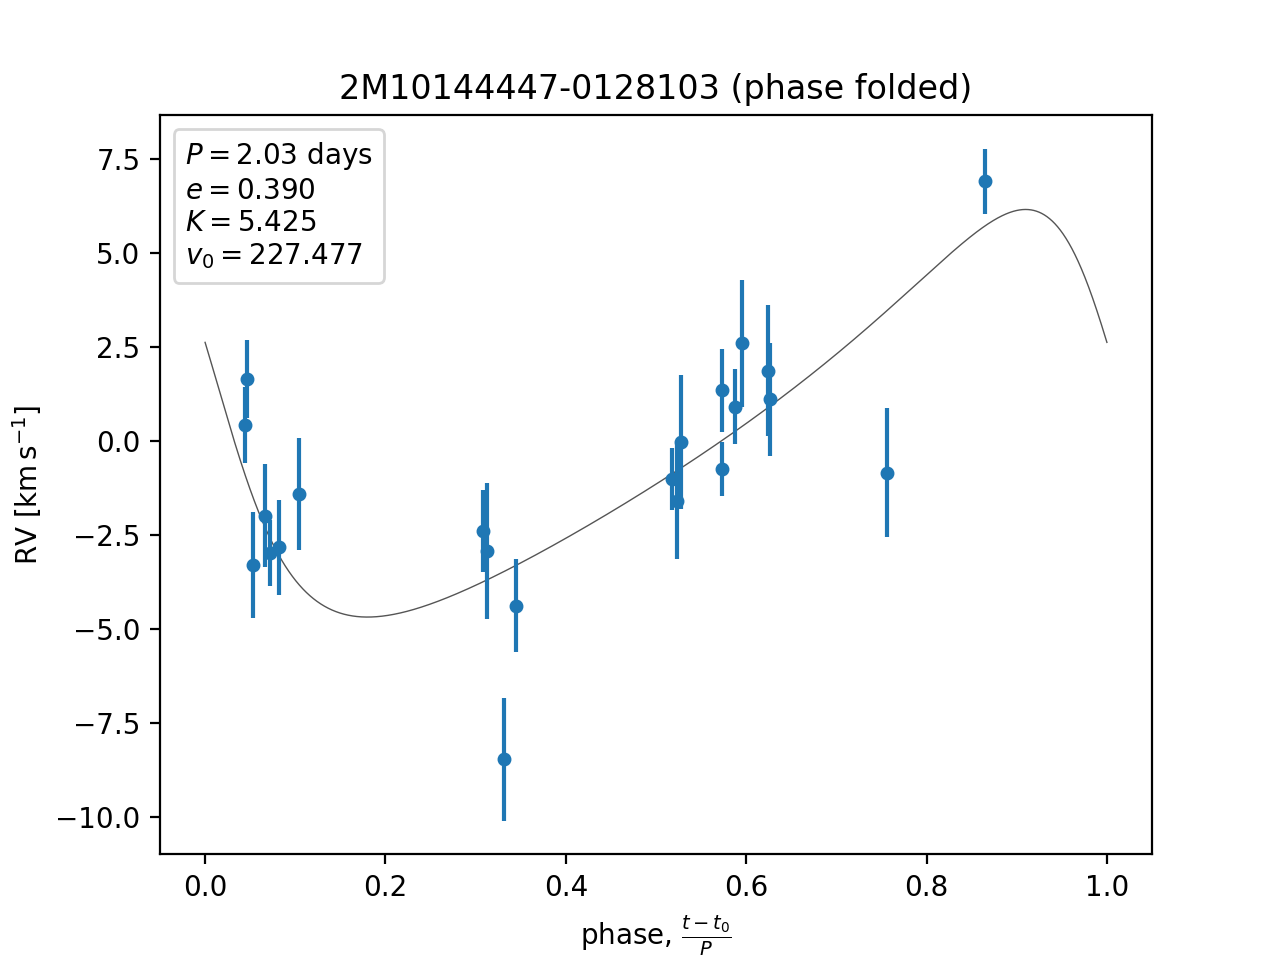 2M10144447-0128103 (phase folded)
P = 2.03 days
e = 0.390
K = 5.425
v₀ = 227.477
RV [km s⁻¹]
7.5
5.0
2.5
0.0
−2.5
−5.0
−7.5
−10.0
0.0 0.2 0.4 0.6 0.8 1.0
phase, (t − t₀)/P